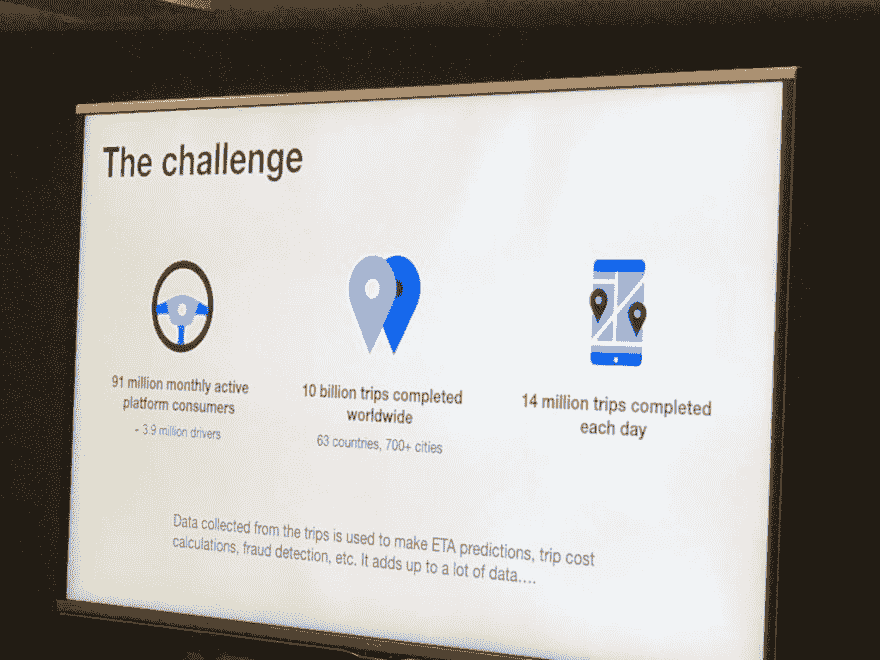 The challenge
91 million monthly active
platform consumers
- 3.9 million drivers
10 billion trips completed
worldwide
63 countries, 700+ cities
14 million trips completed
each day
Data collected from the trips is used to make ETA predictions, trip cost
calculations, fraud detection, etc. It adds up to a lot of data....